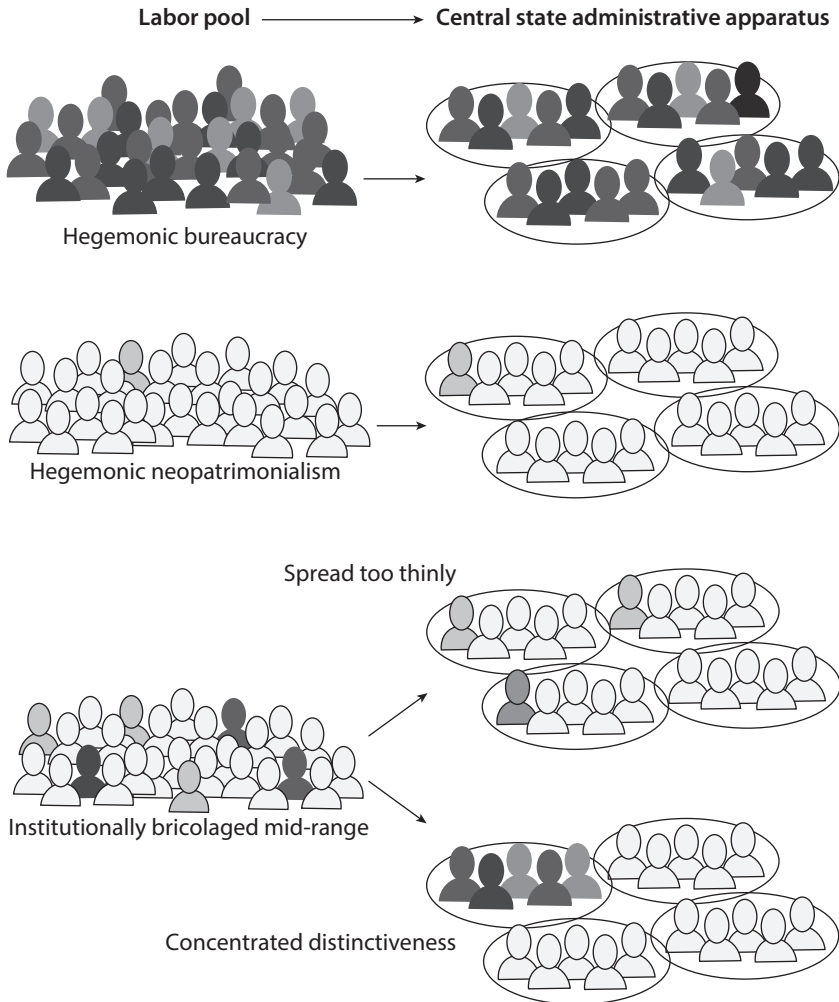 Labor pool
Central state administrative apparatus
Hegemonic bureaucracy
Hegemonic neopatrimonialism
Spread too thinly
Institutionally bricolaged mid-range
Concentrated distinctiveness